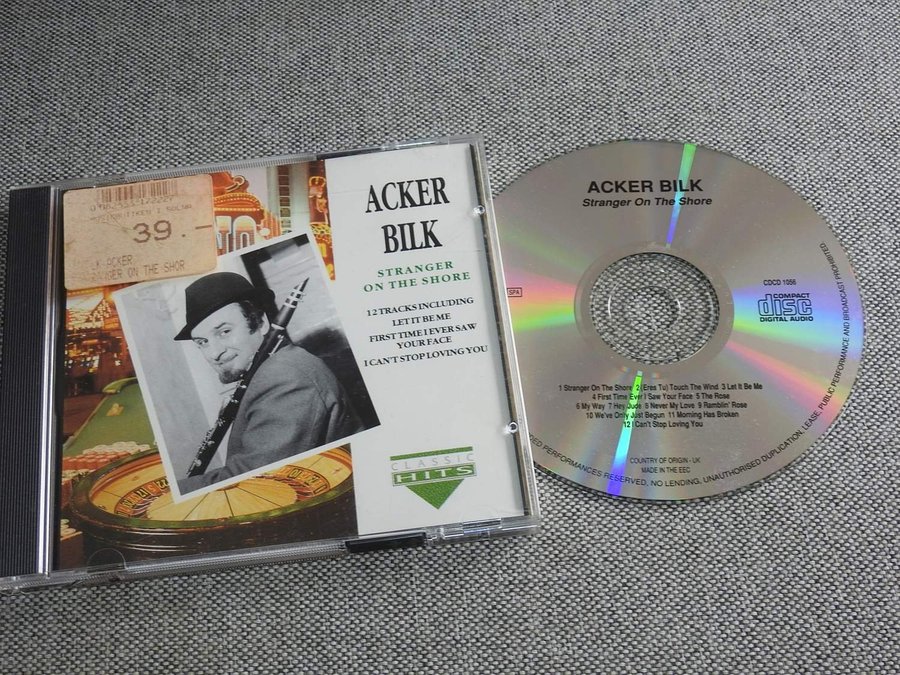 39.-
ACKER
STRANGER ON THE SHOR
ACKER
BILK
STRANGER
ON THE SHORE
12 TRACKS INCLUDING
LET IT BE ME
FIRST TIME I EVER SAW
YOUR FACE
I CAN'T STOP LOVING YOU
CLASSIC
HITS
ACKER BILK
Stranger On The Shore
SPA
CDCD 1056
COMPACT
disc
DIGITAL AUDIO
1 Stranger On The Shore 2 (Eres Tu) Touch The Wind 3 Let It Be Me
4 First Time Ever I Saw Your Face 5 The Rose
6 My Way 7 Hey Jude 8 Never My Love 9 Ramblin' Rose
10 We've Only Just Begun 11 Morning Has Broken
12 I Can't Stop Loving You
COUNTRY OF ORIGIN - UK
MADE IN THE EEC
DED PERFORMANCES RESERVED, NO LENDING, UNAUTHORISED DUPLICATION, LEASE, PUBLIC PERFORMANCE AND BROADCAST PROHIBITED